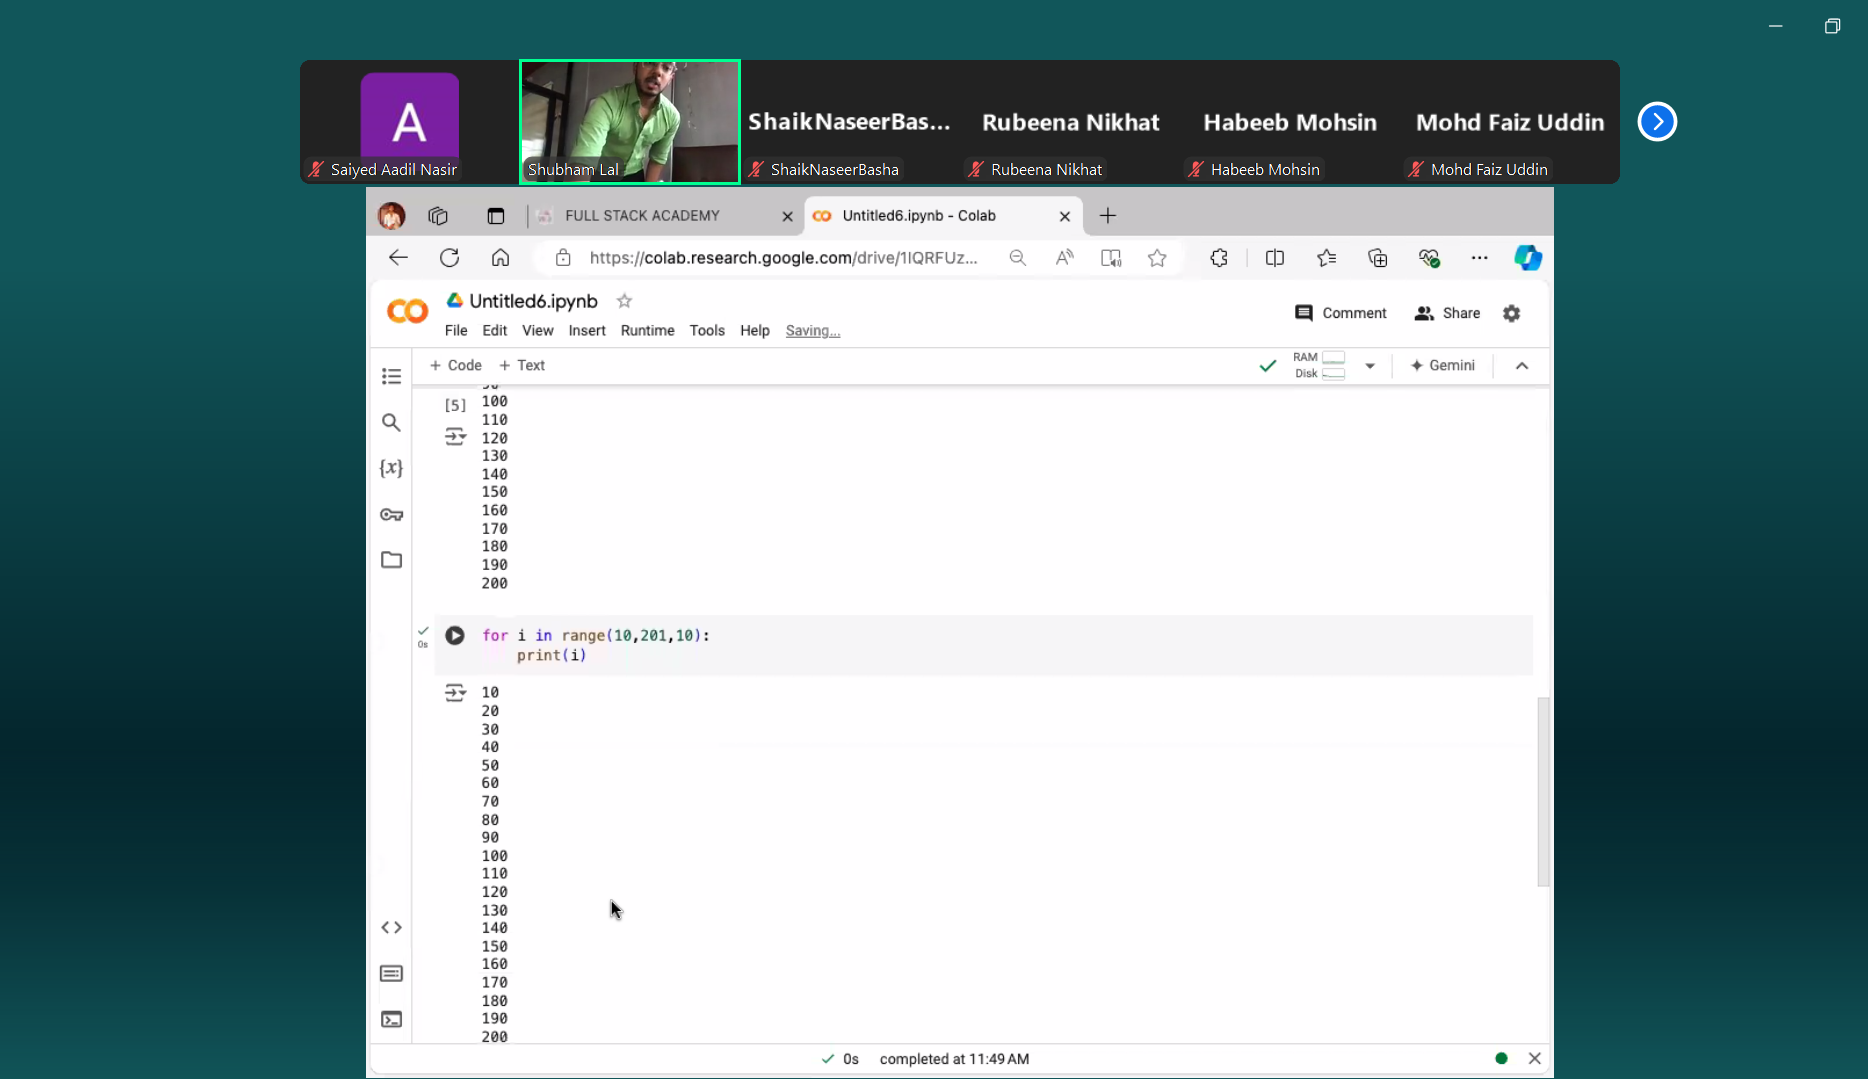 A
Saiyed Aadil Nasir
Shubham Lal
ShaikNaseerBas...
ShaikNaseerBasha
Rubeena Nikhat
Rubeena Nikhat
Habeeb Mohsin
Habeeb Mohsin
Mohd Faiz Uddin
Mohd Faiz Uddin
FULL STACK ACADEMY
Untitled6.ipynb - Colab
https://colab.research.google.com/drive/1IQRFUz...
Untitled6.ipynb
Comment
Share
File Edit View Insert Runtime Tools Help Saving...
+ Code + Text
RAM
Disk
Gemini
[5]
100
110
120
130
140
150
160
170
180
190
200
0s
for i in range(10,201,10):
print(i)
10
20
30
40
50
60
70
80
90
100
110
120
130
140
150
160
170
180
190
200
0s completed at 11:49 AM